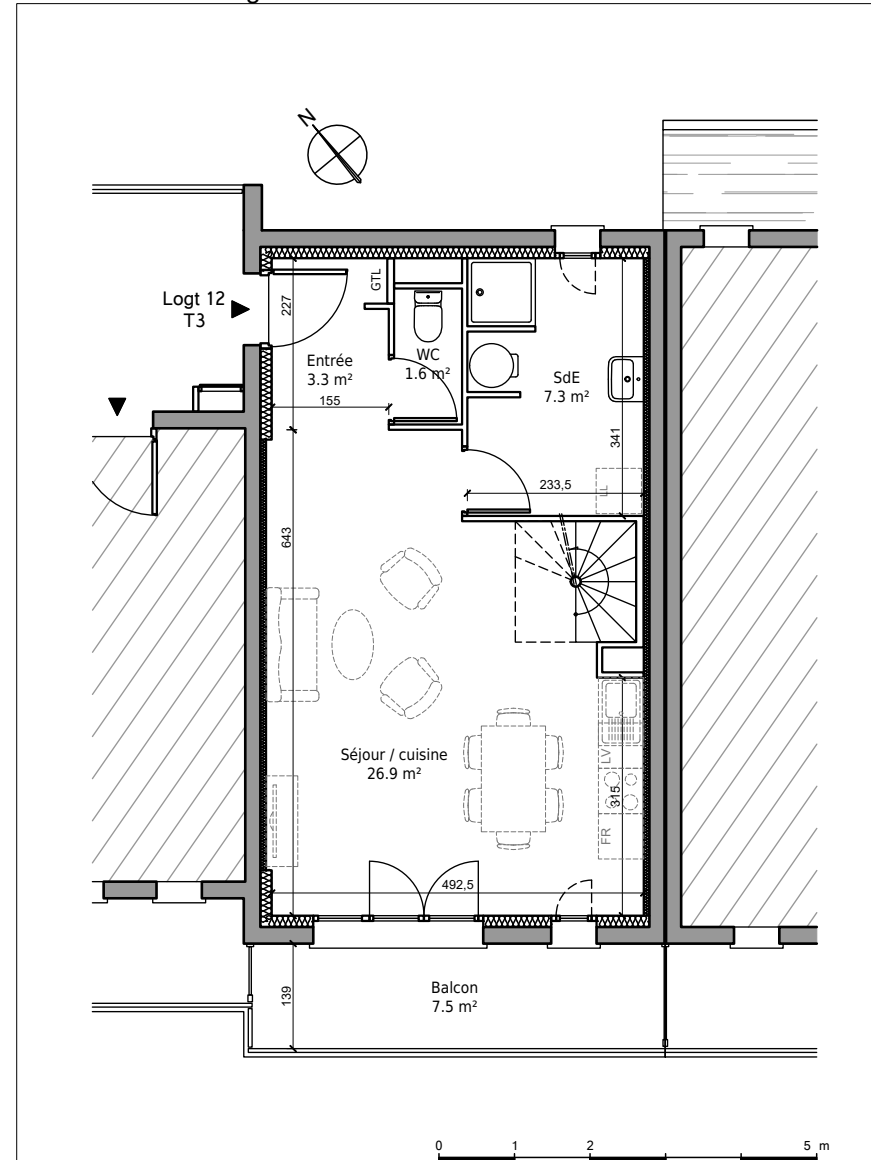 N
Logt 12
T3
227
GTL
Entrée
3.3 m²
155
WC
1.6 m²
SdE
7.3 m²
341
233,5
LL
643
Séjour / cuisine
26.9 m²
LV
315
FR
492,5
139
Balcon
7.5 m²
0 1 2 5 m